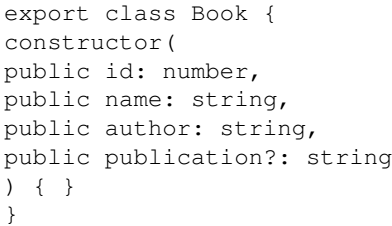 export class Book {
constructor(
public id: number,
public name: string,
public author: string,
public publication?: string
) { }
}